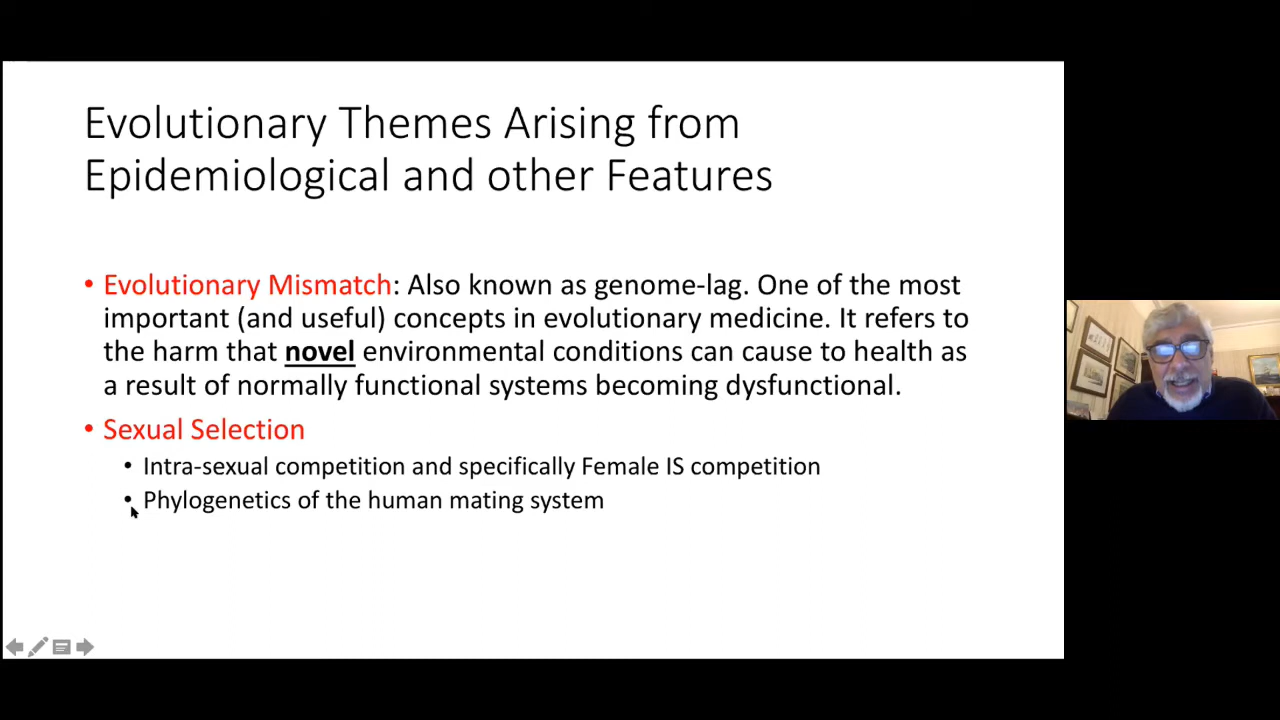 Evolutionary Themes Arising from
Epidemiological and other Features
• Evolutionary Mismatch: Also known as genome-lag. One of the most
important (and useful) concepts in evolutionary medicine. It refers to
the harm that novel environmental conditions can cause to health as
a result of normally functional systems becoming dysfunctional.
• Sexual Selection
• Intra-sexual competition and specifically Female IS competition
• Phylogenetics of the human mating system